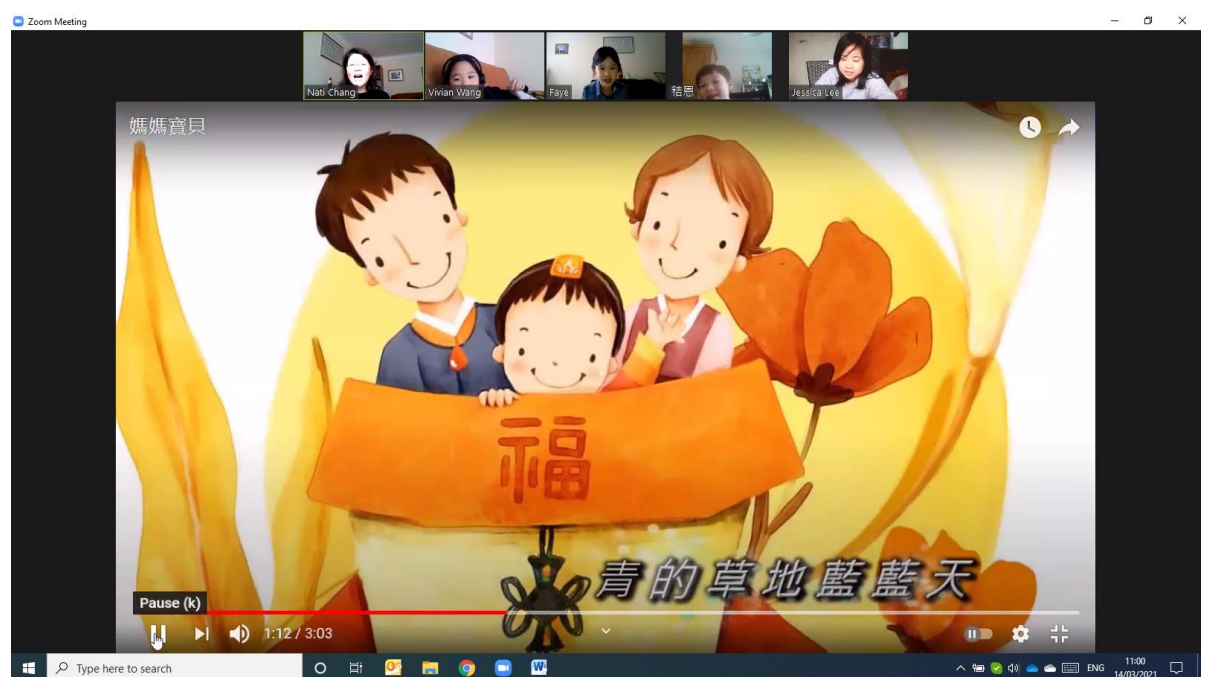 Zoom Meeting
Nati Chang
Vivian Wang
Faye
秸恩
Jessica Lee
媽媽寶貝
福
青的草地藍藍天
Pause (k)
1:12 / 3:03
Type here to search
ENG
11:00
14/03/2021